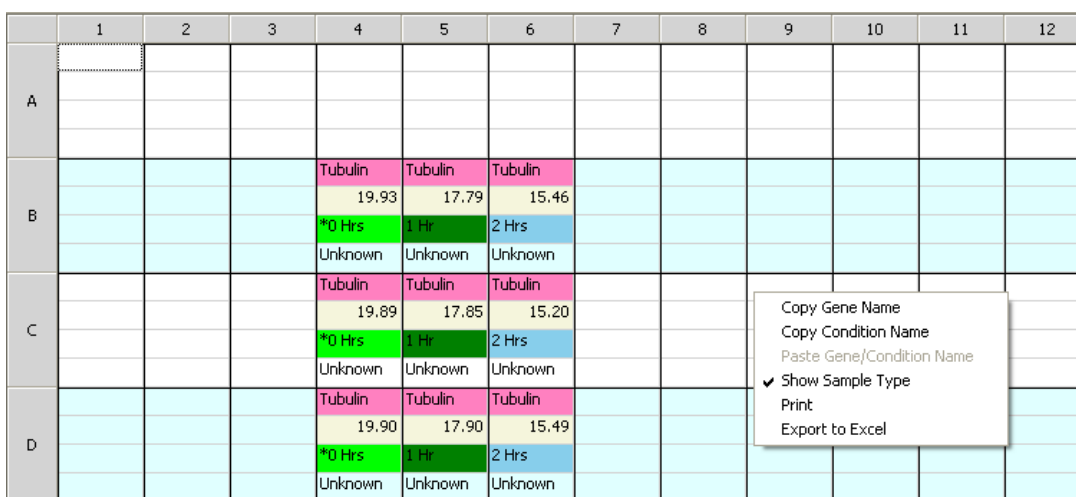 1 2 3 4 5 6 7 8 9 10 11 12
A
Tubulin Tubulin Tubulin
19.93 17.79 15.46
B
*0 Hrs 1 Hr 2 Hrs
Unknown Unknown Unknown
Tubulin Tubulin Tubulin
19.89 17.85 15.20
C
*0 Hrs 1 Hr 2 Hrs
Unknown Unknown Unknown
Tubulin Tubulin Tubulin
19.90 17.90 15.49
D
*0 Hrs 1 Hr 2 Hrs
Unknown Unknown Unknown
Copy Gene Name
Copy Condition Name
Paste Gene/Condition Name
Show Sample Type
Print
Export to Excel